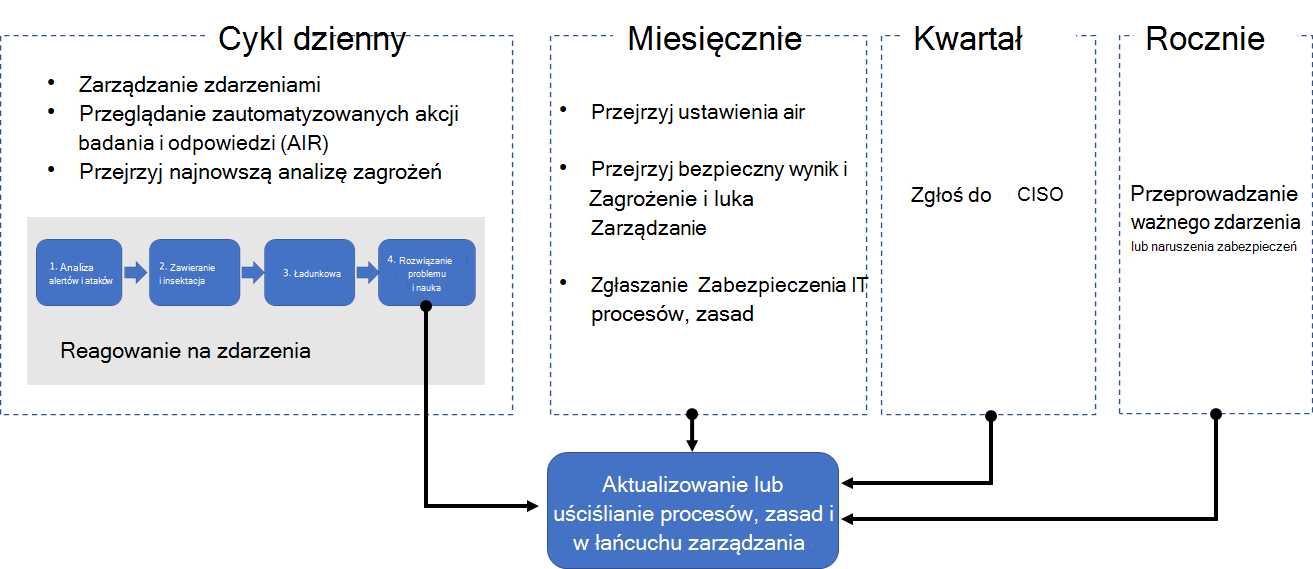 Cykl dzienny
• Zarządzanie zdarzeniami
• Przeglądanie zautomatyzowanych akcji
badania i odpowiedzi (AIR)
• Przejrzyj najnowszą analizę zagrożeń
1. Analiza
alertów i ataków
2. Zawieranie
i insektacja
3. Ładunkowa
4. Rozwiązanie
problemu
i nauka
Reagowanie na zdarzenia
Miesięcznie
• Przejrzyj ustawienia air
• Przejrzyj bezpieczny wynik i
Zagrożenie i luka
Zarządzanie
• Zgłaszanie Zabezpieczenia IT
procesów, zasad
Kwartał
Zgłoś do CISO
Rocznie
Przeprowadzanie
ważnego zdarzenia
lub naruszenia zabezpieczeń
Aktualizowanie lub
uściślianie procesów, zasad i
w łańcuchu zarządzania